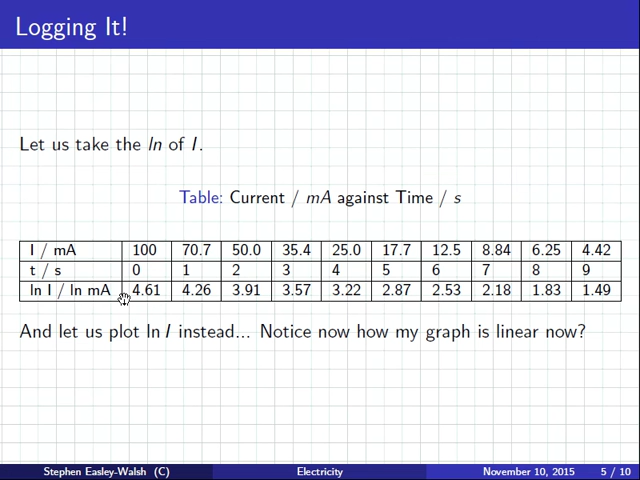 Logging It!
Let us take the ln of I.
Table: Current / mA against Time / s
I / mA 100 70.7 50.0 35.4 25.0 17.7 12.5 8.84 6.25 4.42
t / s 0 1 2 3 4 5 6 7 8 9
ln I / ln mA 4.61 4.26 3.91 3.57 3.22 2.87 2.53 2.18 1.83 1.49
And let us plot ln I instead... Notice now how my graph is linear now?
Stephen Easley-Walsh (C) Electricity November 10, 2015 5 / 10